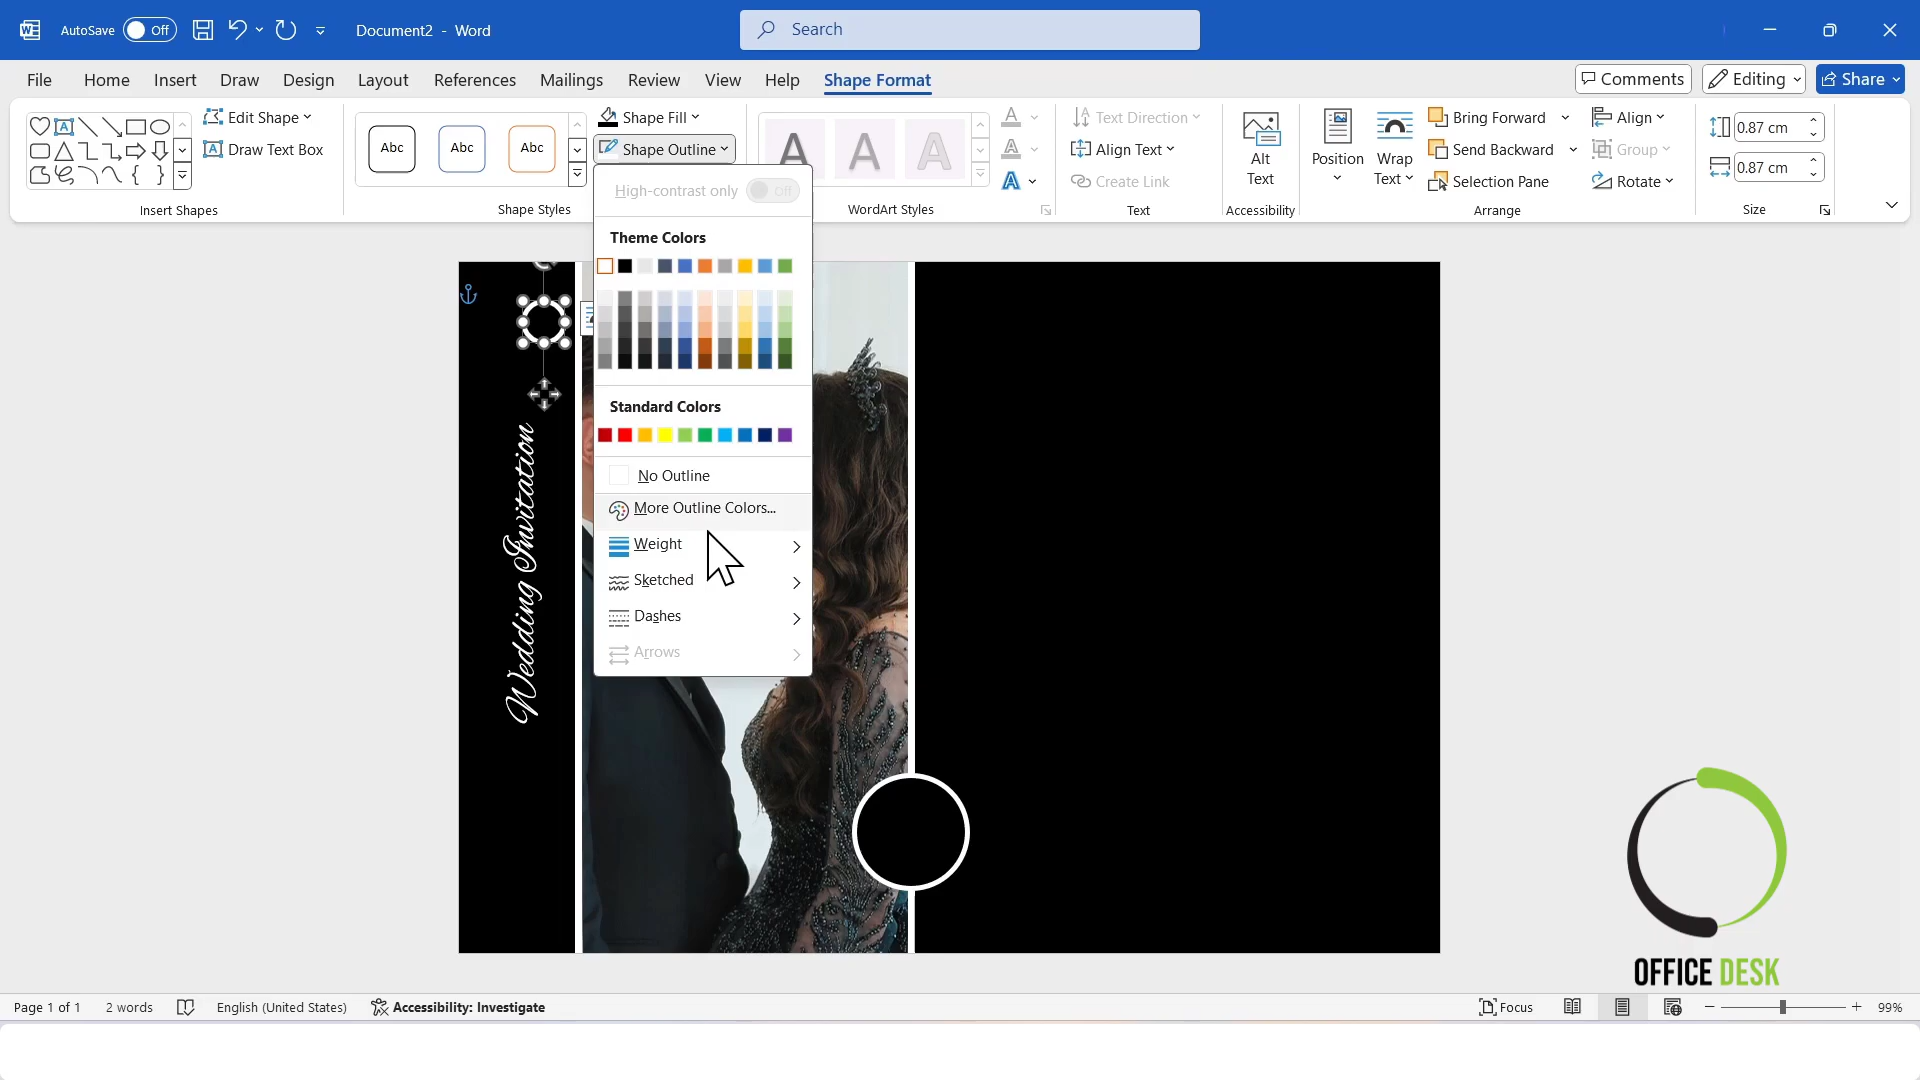 AutoSave Off
Document2 - Word
Search
File Home Insert Draw Design Layout References Mailings Review View Help Shape Format
Comments Editing Share
Edit Shape
Draw Text Box
Insert Shapes
Abc Abc Abc
Shape Styles
Shape Fill
Shape Outline
A A A
WordArt Styles
Text Direction
Align Text
Create Link
Text
Alt Text
Accessibility
Position
Wrap Text
Bring Forward
Send Backward
Selection Pane
Align
Group
Rotate
Arrange
0.87 cm
0.87 cm
Size
High-contrast only Off
Theme Colors
Standard Colors
No Outline
More Outline Colors...
Weight
Sketched
Dashes
Arrows
Wedding Invitation
OFFICE DESK
Page 1 of 1 2 words English (United States) Accessibility: Investigate
Focus 99%